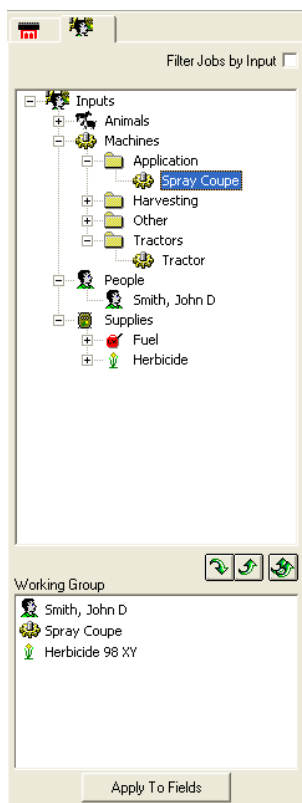 Filter Jobs by Input
Inputs
Animals
Machines
Application
Spray Coupe
Harvesting
Other
Tractors
Tractor
People
Smith, John D
Supplies
Fuel
Herbicide
Working Group
Smith, John D
Spray Coupe
Herbicide 98 XY
Apply To Fields